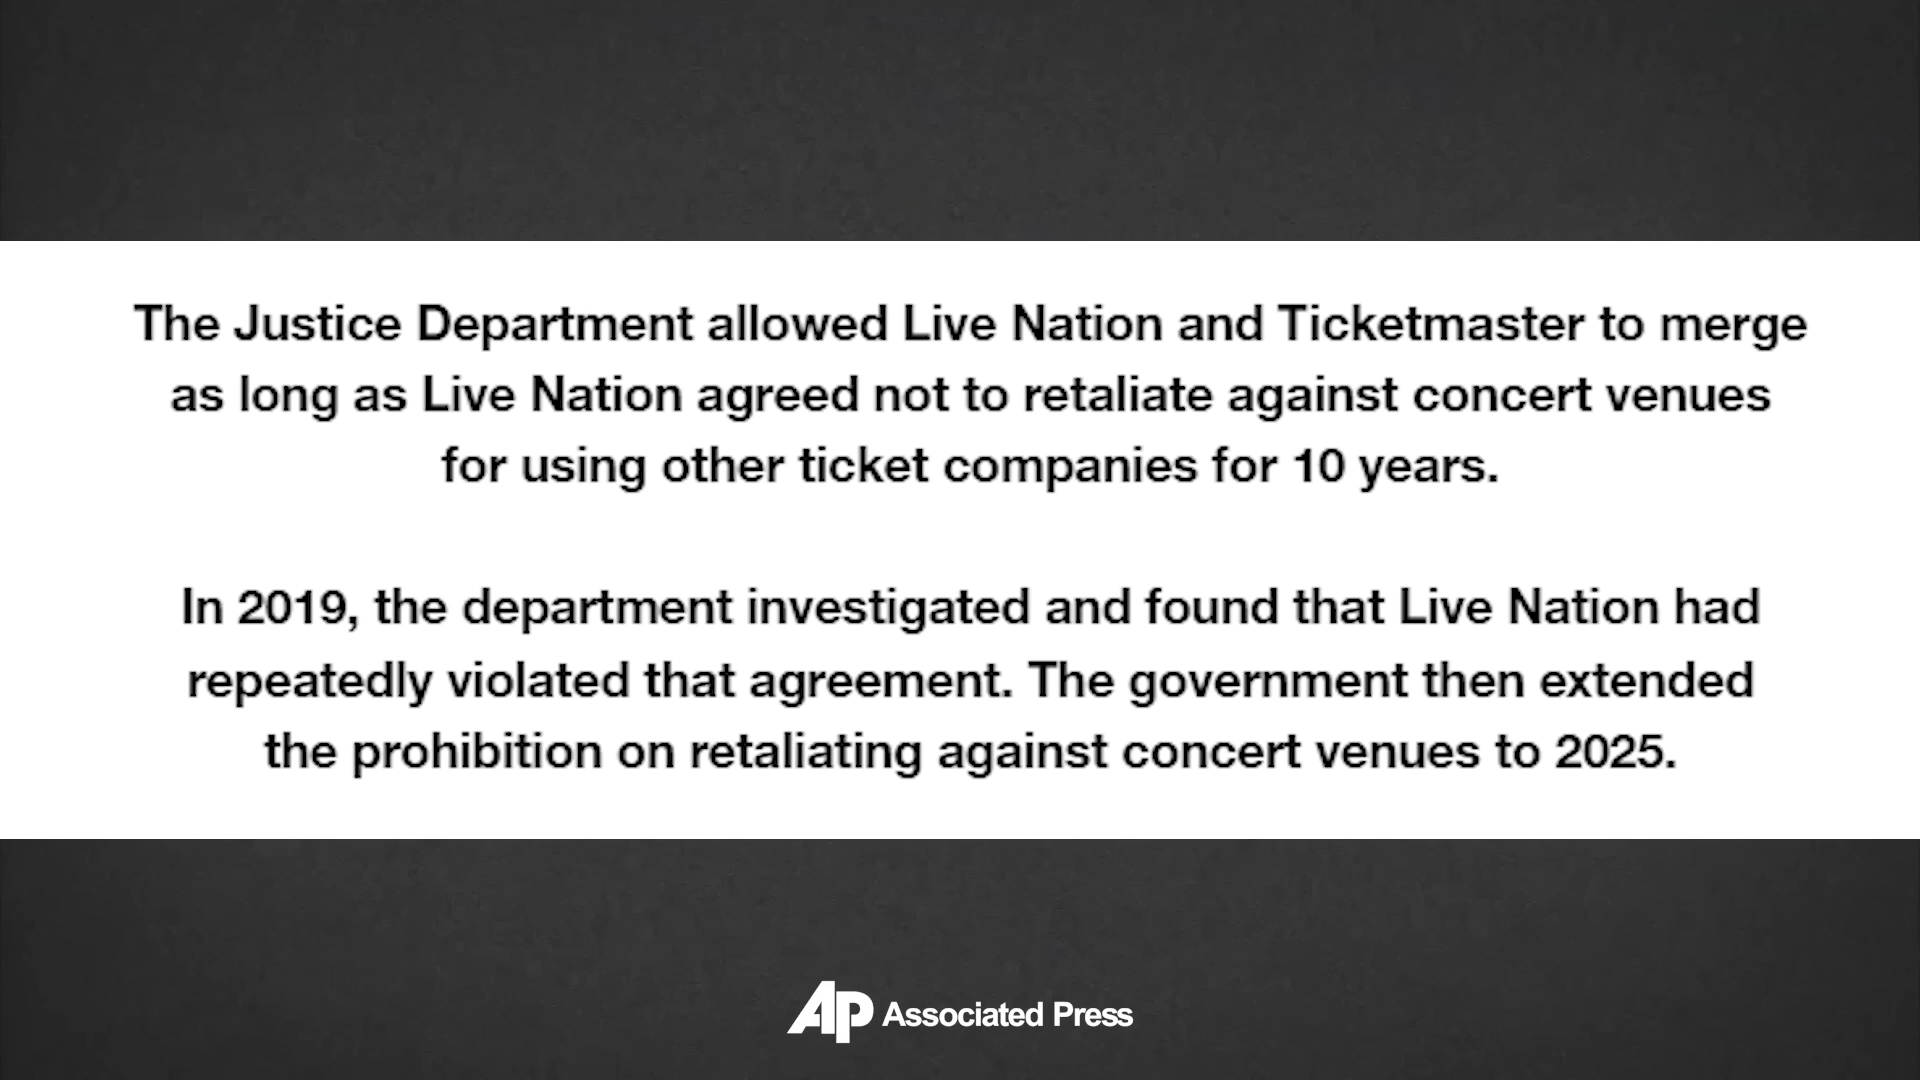 The Justice Department allowed Live Nation and Ticketmaster to merge
as long as Live Nation agreed not to retaliate against concert venues
for using other ticket companies for 10 years.
In 2019, the department investigated and found that Live Nation had
repeatedly violated that agreement. The government then extended
the prohibition on retaliating against concert venues to 2025.
AP Associated Press